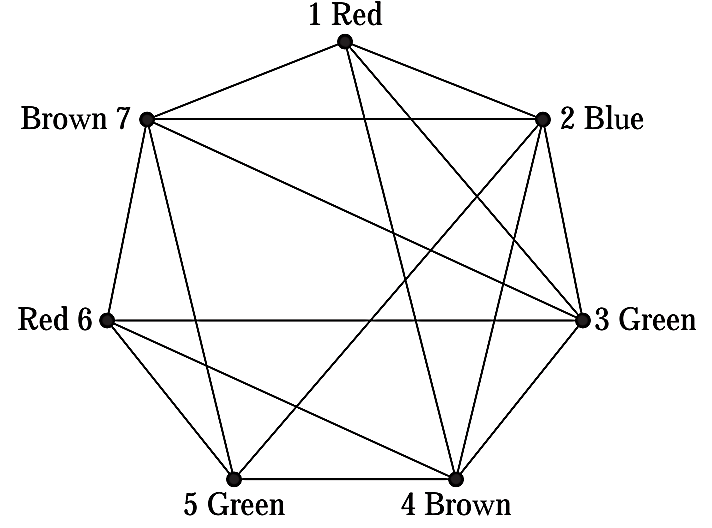 1 Red
Brown 7
2 Blue
Red 6
3 Green
5 Green
4 Brown